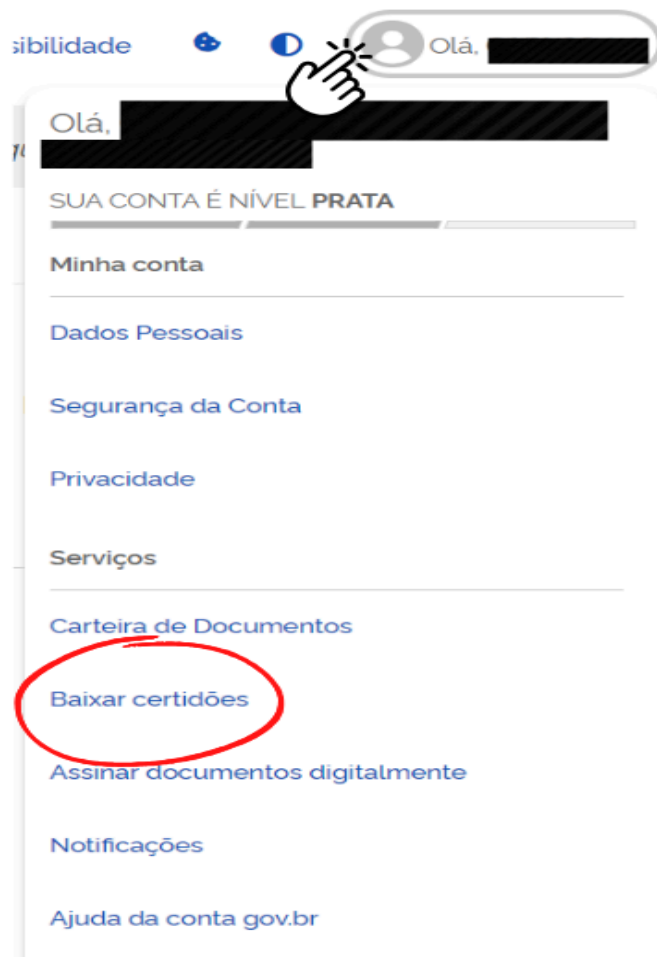 sibilidade
Olá,
Olá,
SUA CONTA É NÍVEL PRATA
Minha conta
Dados Pessoais
Segurança da Conta
Privacidade
Serviços
Carteira de Documentos
Baixar certidões
Assinar documentos digitalmente
Notificações
Ajuda da conta gov.br